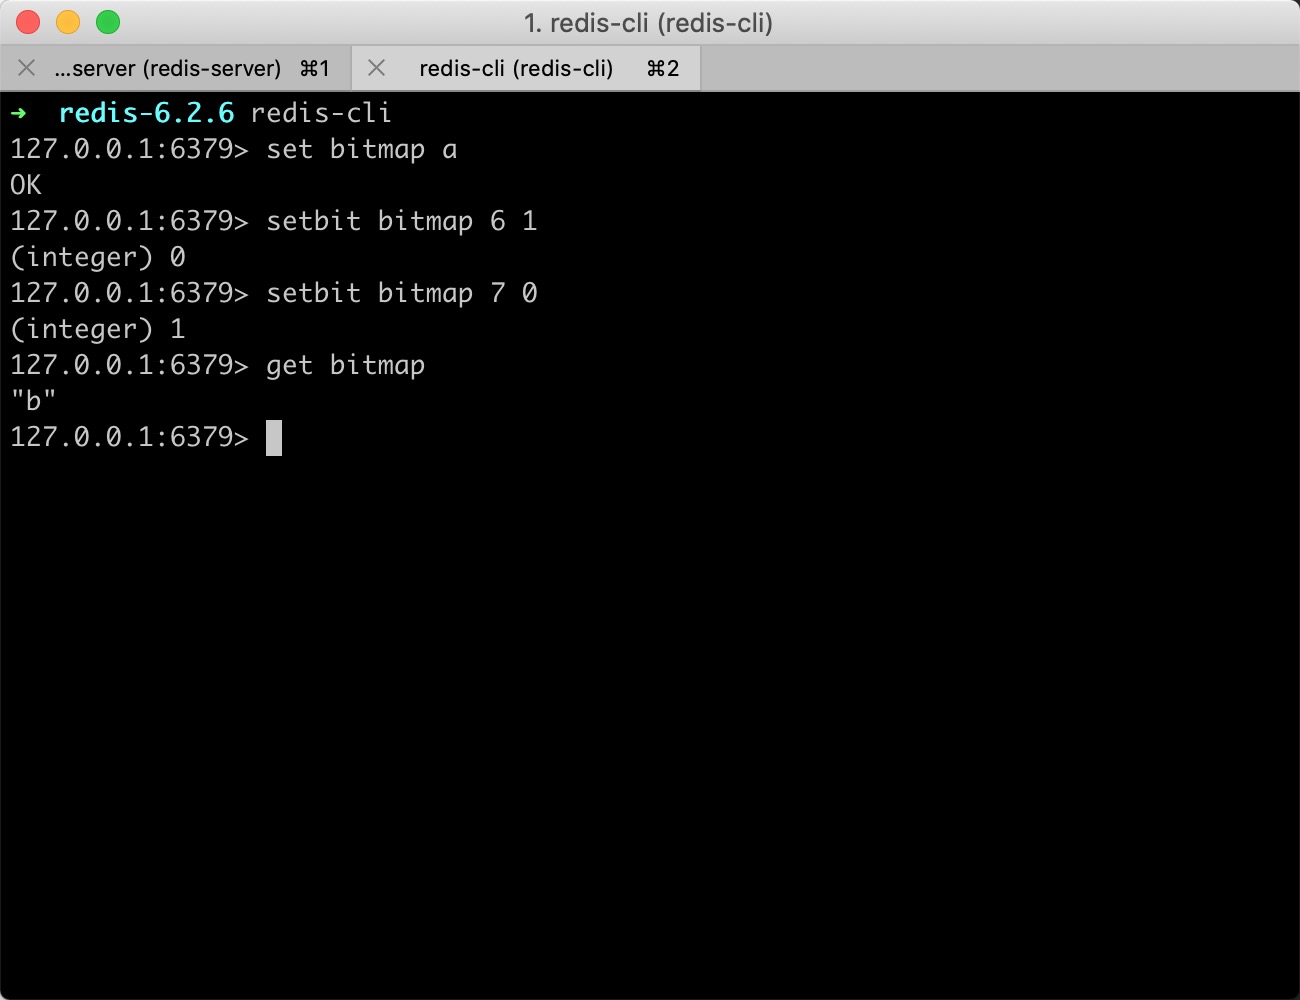 1. redis-cli (redis-cli)
...server (redis-server) ⌘1 redis-cli (redis-cli) ⌘2
➜ redis-6.2.6 redis-cli
127.0.0.1:6379> set bitmap a
OK
127.0.0.1:6379> setbit bitmap 6 1
(integer) 0
127.0.0.1:6379> setbit bitmap 7 0
(integer) 1
127.0.0.1:6379> get bitmap
"b"
127.0.0.1:6379>